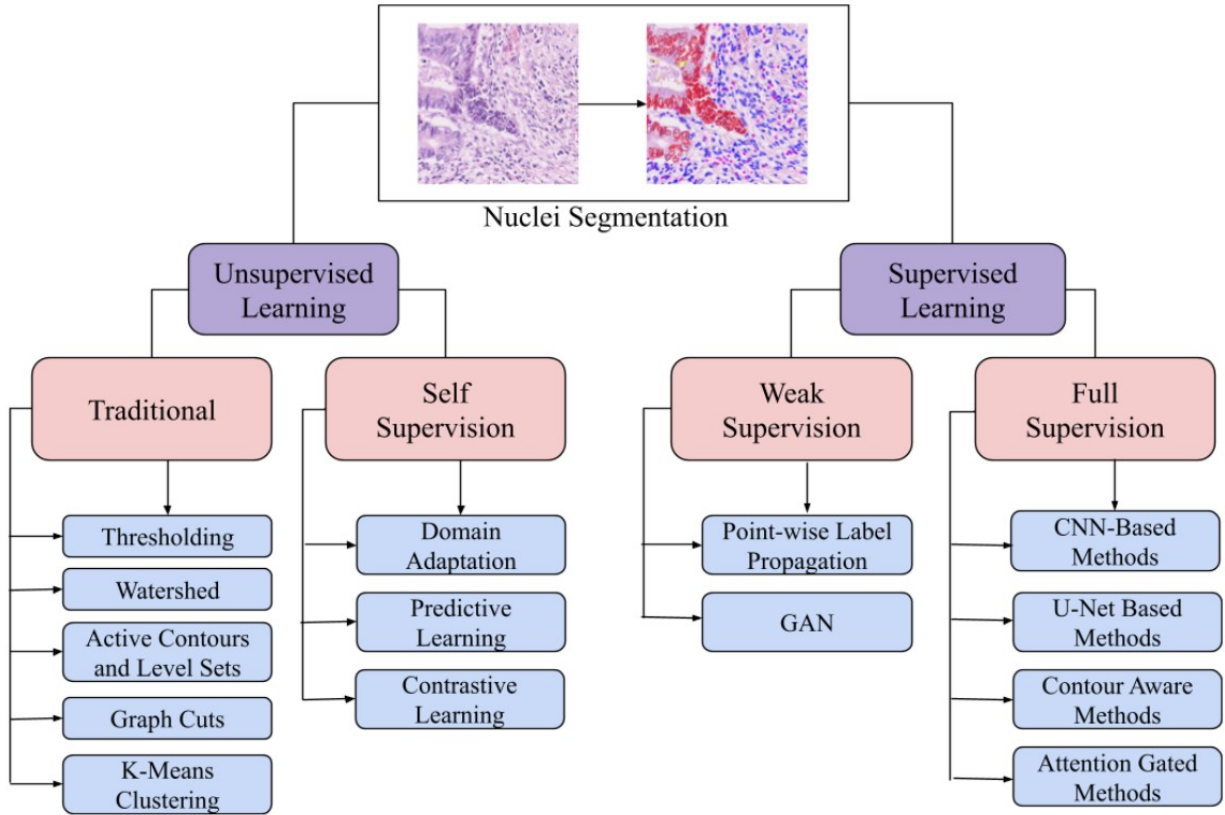 Nuclei Segmentation
Unsupervised
Learning
Supervised
Learning
Traditional
Self
Supervision
Weak
Supervision
Full
Supervision
Thresholding
Watershed
Active Contours
and Level Sets
Graph Cuts
K-Means
Clustering
Domain
Adaptation
Predictive
Learning
Contrastive
Learning
Point-wise Label
Propagation
GAN
CNN-Based
Methods
U-Net Based
Methods
Contour Aware
Methods
Attention Gated
Methods